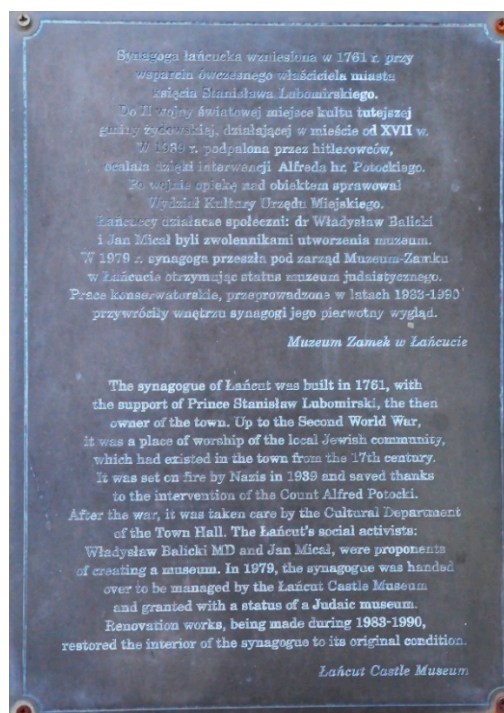 Synagoga łańcucka wzniesiona w 1761 r. przy
wsparciu ówczesnego właściciela miasta
księcia Stanisława Lubomirskiego.
Do II wojny światowej miejsce kultu tutejszej
gminy żydowskiej, działającej w mieście od XVII w.
W 1939 r. podpalona przez hitlerowców,
ocalała dzięki interwencji Alfreda hr. Potockiego.
Po wojnie opiekę nad obiektem sprawował
Wydział Kultury Urzędu Miejskiego.
Łańcuccy działacze społeczni: dr Władysław Balicki
i Jan Micał byli zwolennikami utworzenia muzeum.
W 1979 r. synagoga przeszła pod zarząd Muzeum-Zamku
w Łańcucie otrzymując status muzeum judaistycznego.
Prace konserwatorskie, przeprowadzone w latach 1983-1990
przywróciły wnętrzu synagogi jego pierwotny wygląd.
Muzeum Zamek w Łańcucie
The synagogue of Łańcut was built in 1761, with
the support of Prince Stanisław Lubomirski, the then
owner of the town. Up to the Second World War,
it was a place of worship of the local Jewish community,
which had existed in the town from the 17th century.
It was set on fire by Nazis in 1939 and saved thanks
to the intervention of the Count Alfred Potocki.
After the war, it was taken care by the Cultural Department
of the Town Hall. The Łańcut's social activists:
Władysław Balicki MD and Jan Micał, were proponents
of creating a museum. In 1979, the synagogue was handed
over to be managed by the Łańcut Castle Museum
and granted with a status of a Judaic museum.
Renovation works, being made during 1983-1990,
restored the interior of the synagogue to its original condition.
Łańcut Castle Museum